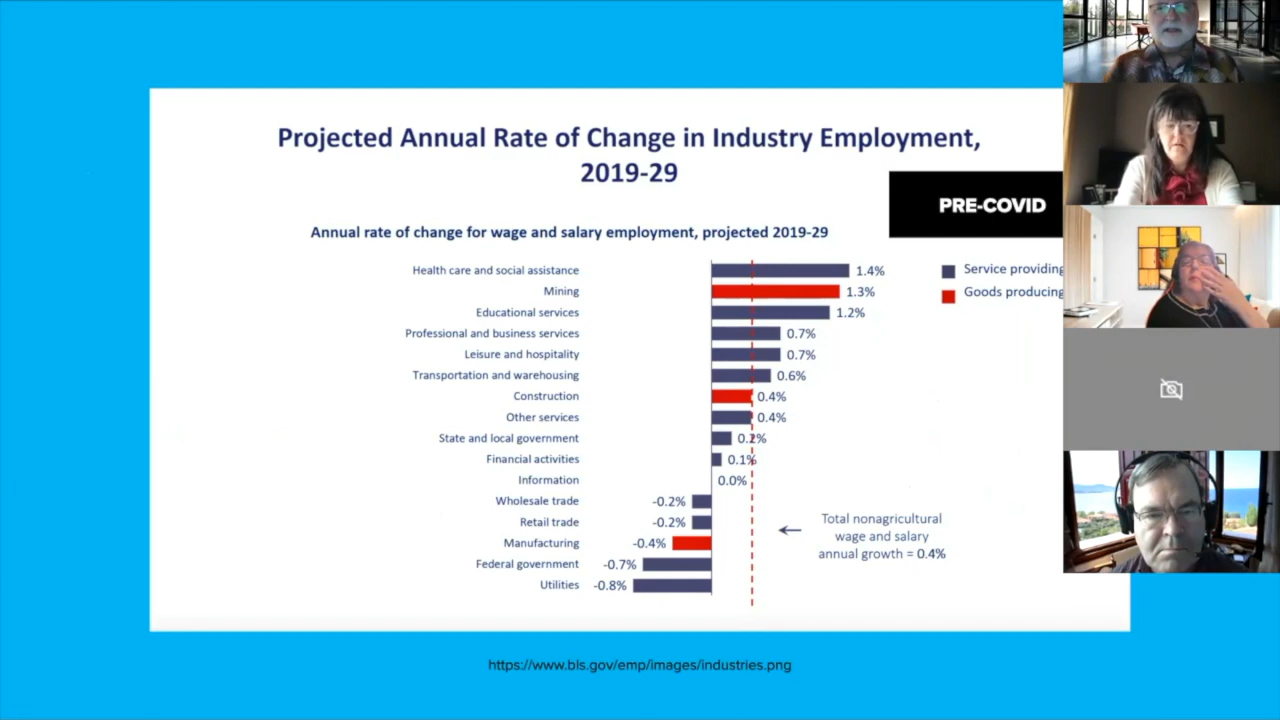 Projected Annual Rate of Change in Industry Employment,
2019-29
PRE-COVID
Annual rate of change for wage and salary employment, projected 2019-29
Health care and social assistance 1.4%
Mining 1.3%
Educational services 1.2%
Professional and business services 0.7%
Leisure and hospitality 0.7%
Transportation and warehousing 0.6%
Construction 0.4%
Other services 0.4%
State and local government 0.2%
Financial activities 0.1%
Information 0.0%
Wholesale trade -0.2%
Retail trade -0.2%
Manufacturing -0.4%
Federal government -0.7%
Utilities -0.8%
Service providing
Goods producing
Total nonagricultural
wage and salary
annual growth = 0.4%
https://www.bls.gov/emp/images/industries.png